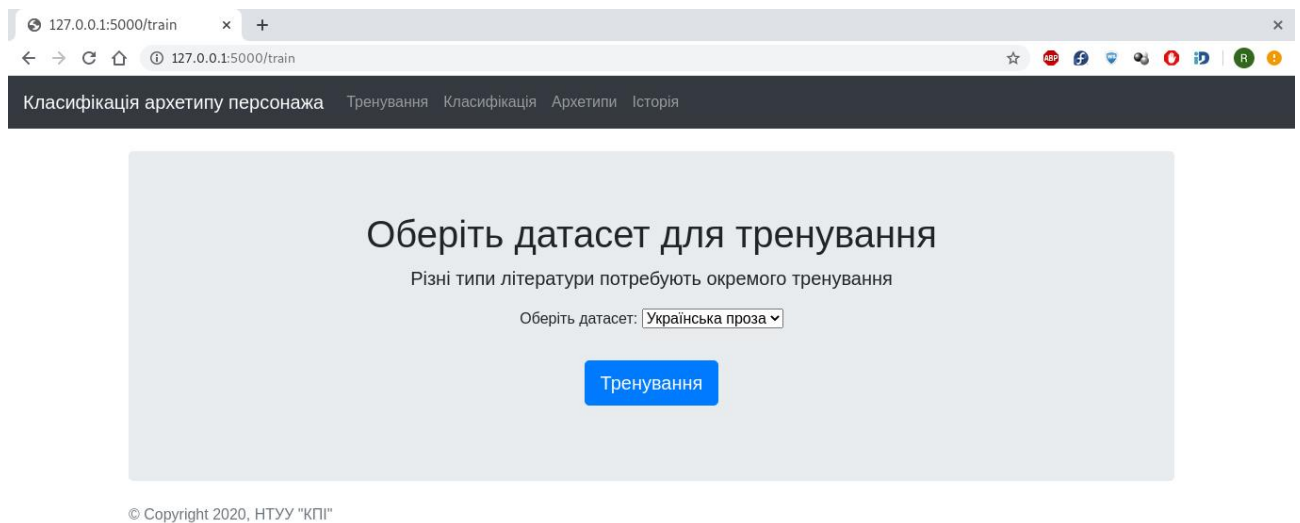 127.0.0.1:5000/train
127.0.0.1:5000/train
ABP
R
Класифікація архетипу персонажа Тренування Класифікація Архетипи Історія
Оберіть датасет для тренування
Різні типи літератури потребують окремого тренування
Оберіть датасет: Українська проза
Тренування
© Copyright 2020, НТУУ "КПІ"